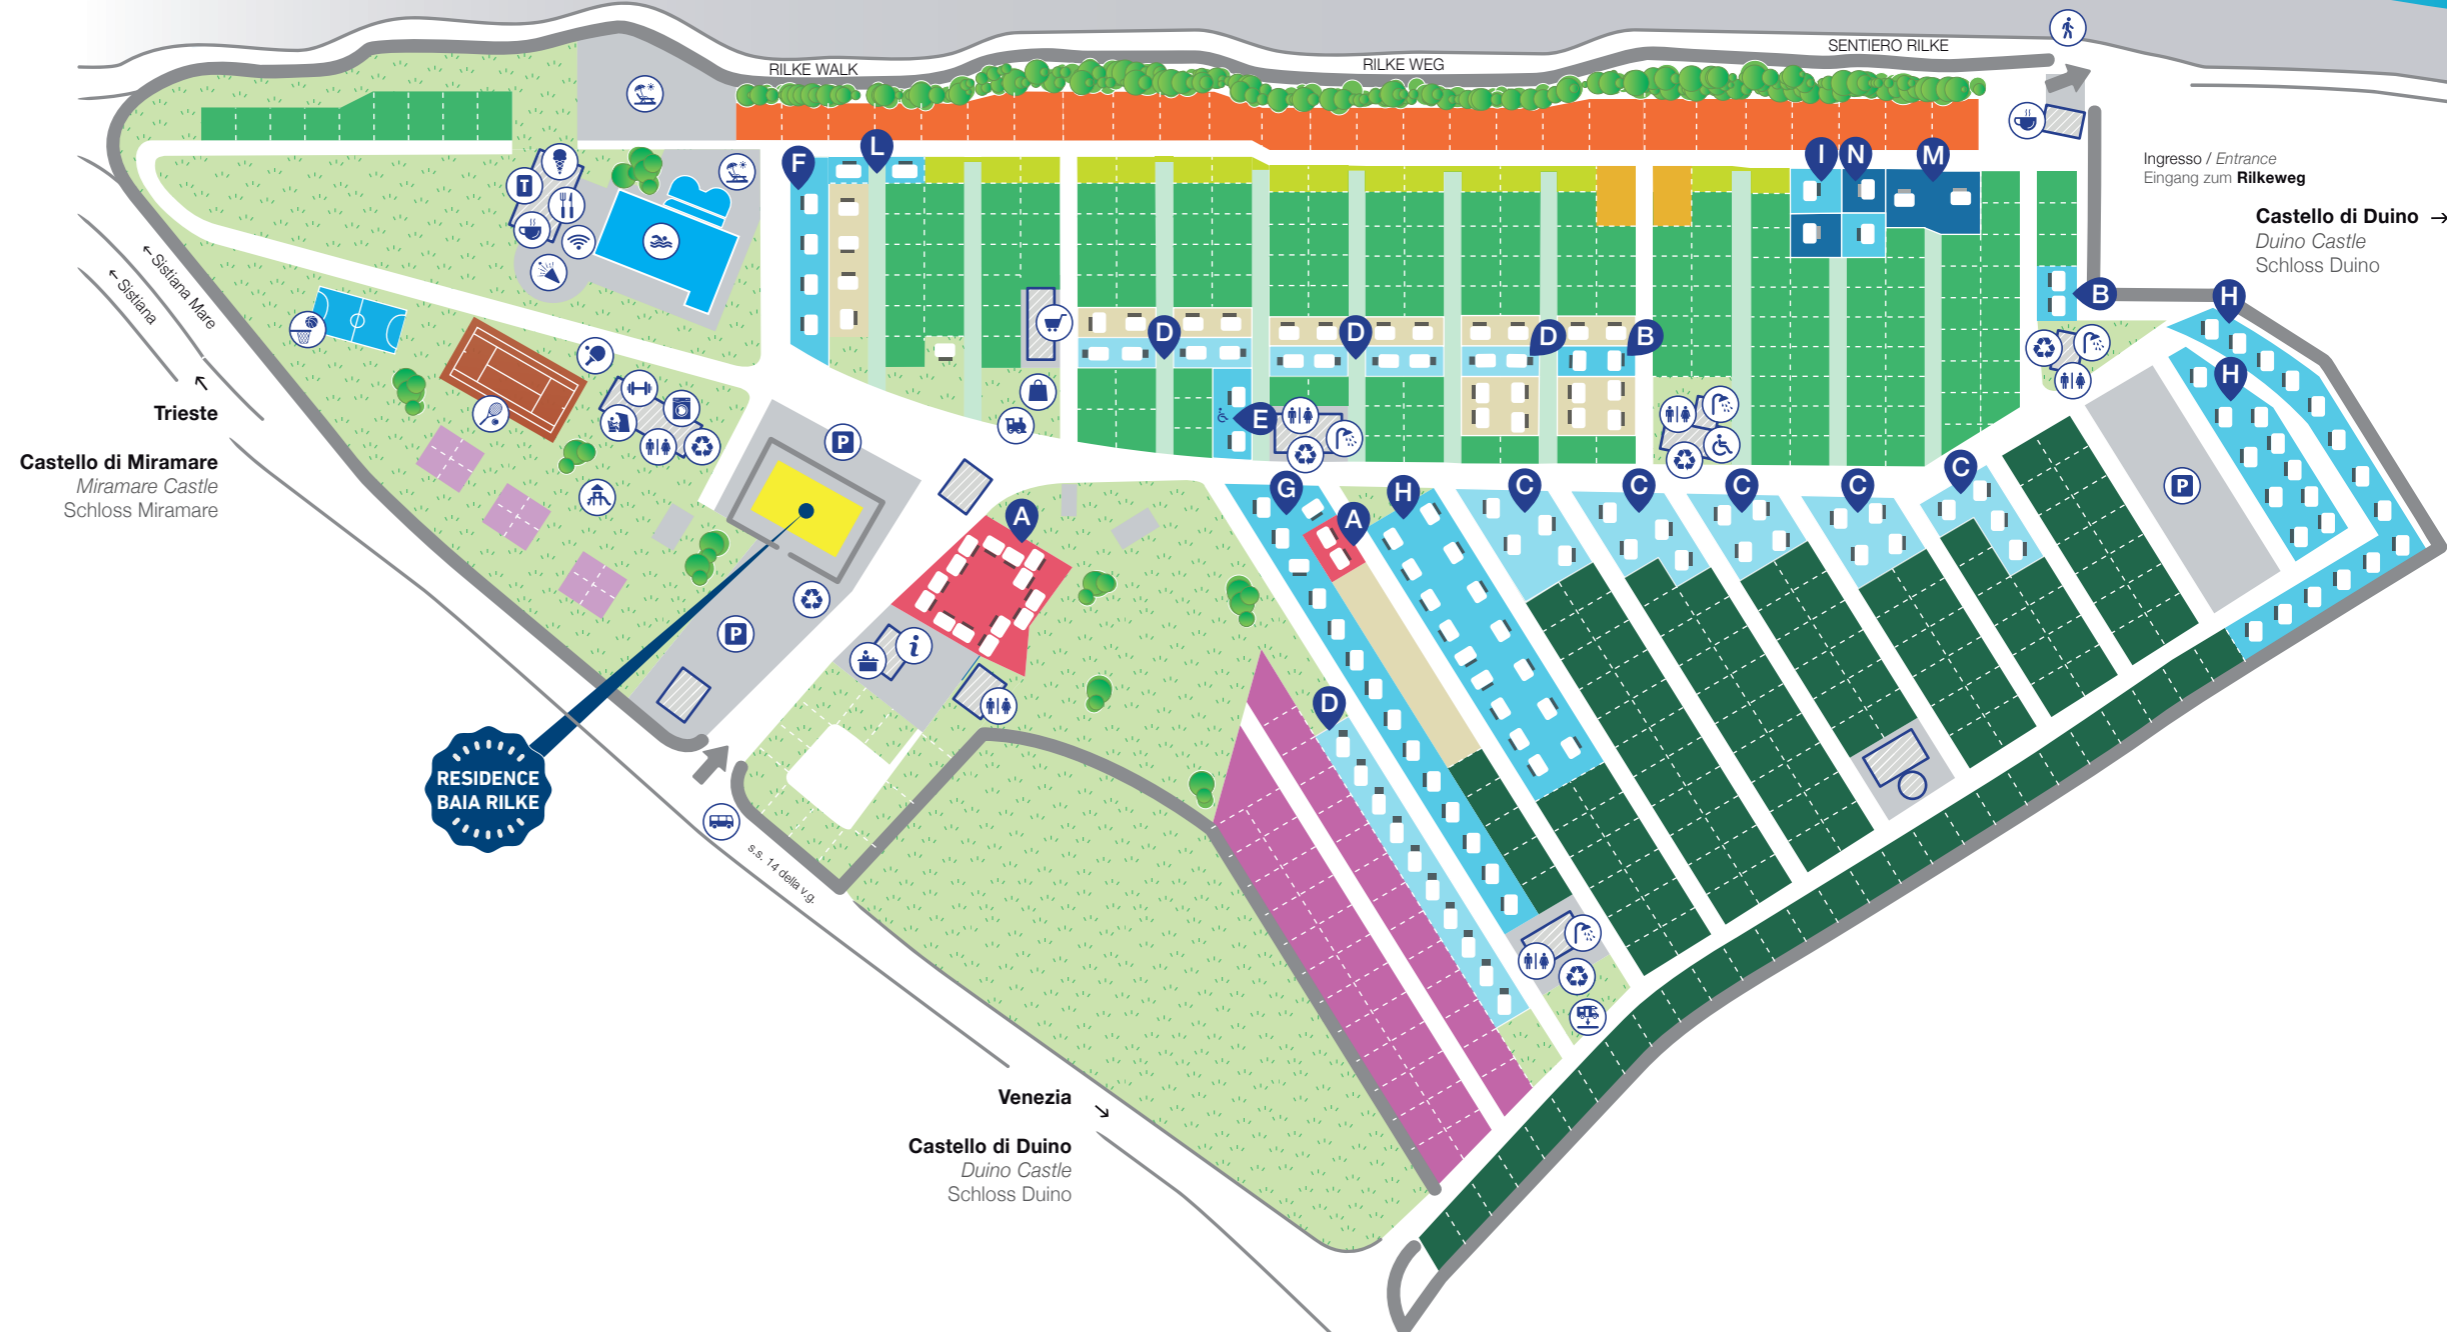 SENTIERO RILKE
RILKE WEG
RILKE WALK
Ingresso / Entrance
Eingang zum Rilkeweg
Castello di Duino →
Duino Castle
Schloss Duino
L
F
I
N
M
T
← Sistiana Mare
← Sistiana
B
H
D
D
D
B
H
Trieste
E
P
Castello di Miramare
Miramare Castle
Schloss Miramare
C
G
H
C
C
C
C
P
A
A
i
P
D
RESIDENCE
BAIA RILKE
s.s. 14 della v.g.
Venezia
Castello di Duino
Duino Castle
Schloss Duino